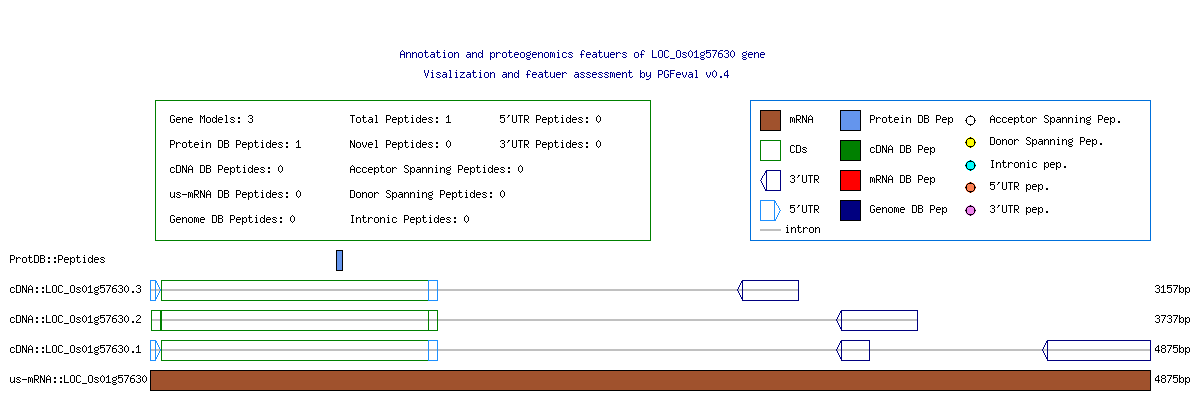 Annotation and proteogenomics featuers of LOC_Os01g57630 gene
Visalization and featuer assessment by PGFeval v0.4
Gene Models: 3 Total Peptides: 1 5'UTR Peptides: 0
Protein DB Peptides: 1 Novel Peptides: 0 3'UTR Peptides: 0
cDNA DB Peptides: 0 Acceptor Spanning Peptides: 0
us-mRNA DB Peptides: 0 Donor Spanning Peptides: 0
Genome DB Peptides: 0 Intronic Peptides: 0
mRNA Protein DB Pep Acceptor Spanning Pep.
CDs cDNA DB Pep Donor Spanning Pep.
3'UTR mRNA DB Pep Intronic pep.
5'UTR Genome DB Pep 5'UTR pep.
intron 3'UTR pep.
ProtDB::Peptides
cDNA::LOC_Os01g57630.3 3157bp
cDNA::LOC_Os01g57630.2 3737bp
cDNA::LOC_Os01g57630.1 4875bp
us-mRNA::LOC_Os01g57630 4875bp